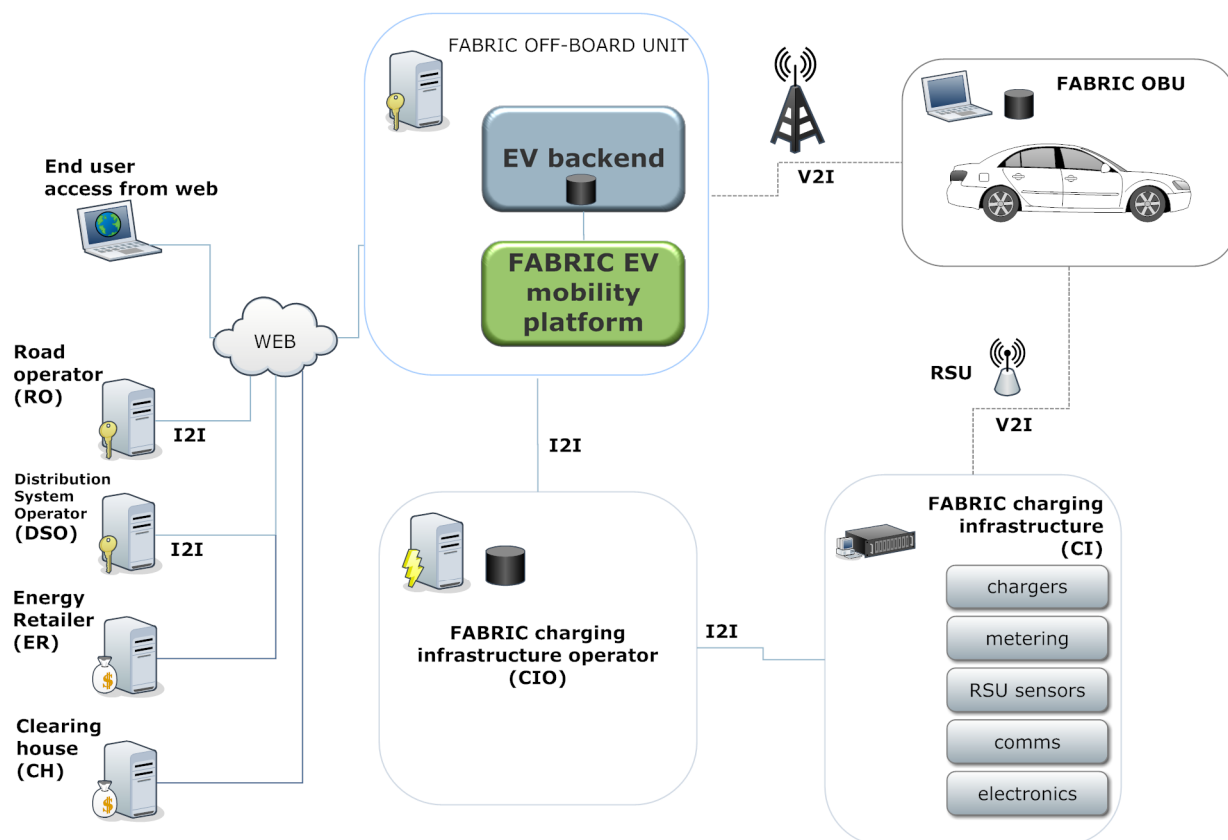 FABRIC OFF-BOARD UNIT
EV backend
FABRIC EV
mobility
platform
V2I
FABRIC OBU
End user
access from web
WEB
Road
operator
(RO)
I2I
Distribution
System
Operator
(DSO)
I2I
Energy
Retailer
(ER)
Clearing
house
(CH)
I2I
FABRIC charging
infrastructure operator
(CIO)
I2I
RSU
V2I
FABRIC charging
infrastructure
(CI)
chargers
metering
RSU sensors
comms
electronics
$
$